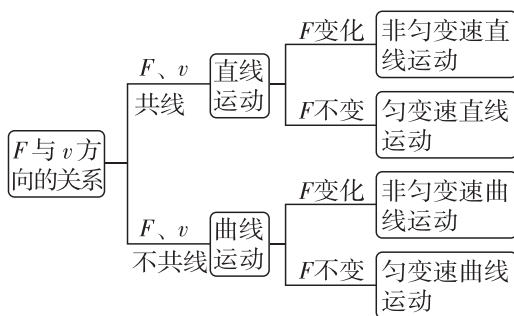 F变化
非匀变速直
线运动
F、v
共线
直线
运动
F不变
匀变速直线
运动
F与v方
向的关系
F变化
非匀变速曲
线运动
F、v
不共线
曲线
运动
F不变
匀变速曲线
运动